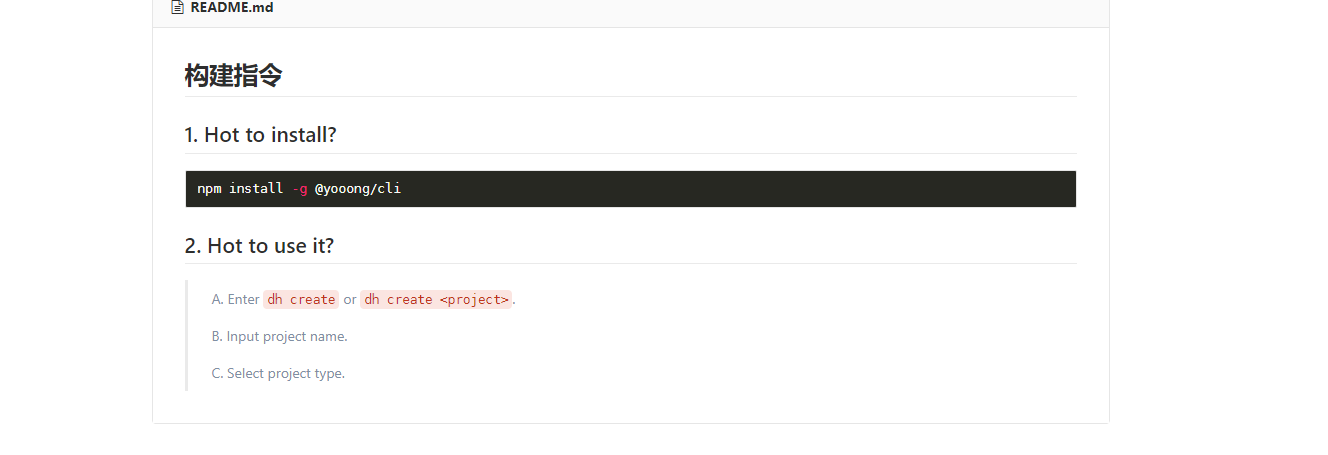 README.md
构建指令
1. Hot to install?
npm install -g @yooong/cli
2. Hot to use it?
A. Enter dh create or dh create <project>.
B. Input project name.
C. Select project type.